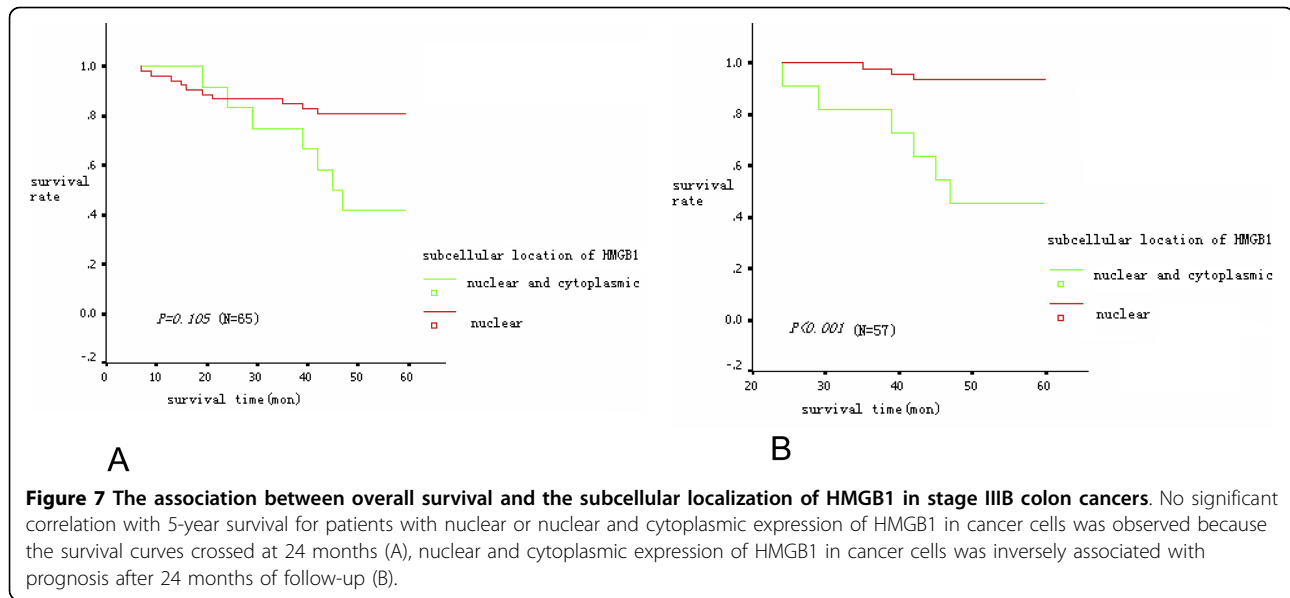 1.0
.8
.6
survival
rate
.4
.2
0.0
-.2
0
10
20
30
40
50
60
survival time(mon)
P=0.105 (N=65)
subcellular location of HMGB1
nuclear and cytoplasmic
nuclear
A
1.0
.8
.6
survival
rate
.4
.2
0.0
-.2
20
30
40
50
60
survival time(mon)
P<0.001 (N=57)
subcellular location of HMGB1
nuclear and cytoplasmic
nuclear
B
Figure 7 The association between overall survival and the subcellular localization of HMGB1 in stage IIIB colon cancers. No significant
correlation with 5-year survival for patients with nuclear or nuclear and cytoplasmic expression of HMGB1 in cancer cells was observed because
the survival curves crossed at 24 months (A), nuclear and cytoplasmic expression of HMGB1 in cancer cells was inversely associated with
prognosis after 24 months of follow-up (B).